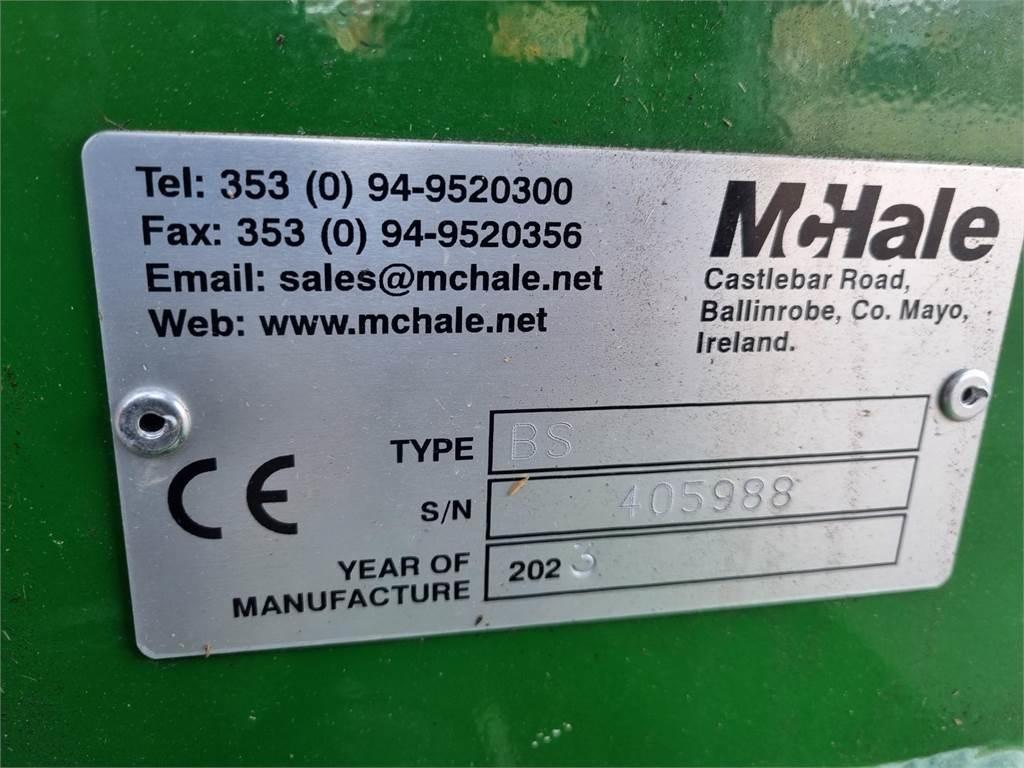 Tel: 353 (0) 94-9520300
Fax: 353 (0) 94-9520356
Email: sales@mchale.net
Web: www.mchale.net
McHale
Castlebar Road,
Ballinrobe, Co. Mayo,
Ireland.
CE
TYPE BS
S/N 405988
YEAR OF
MANUFACTURE 2023